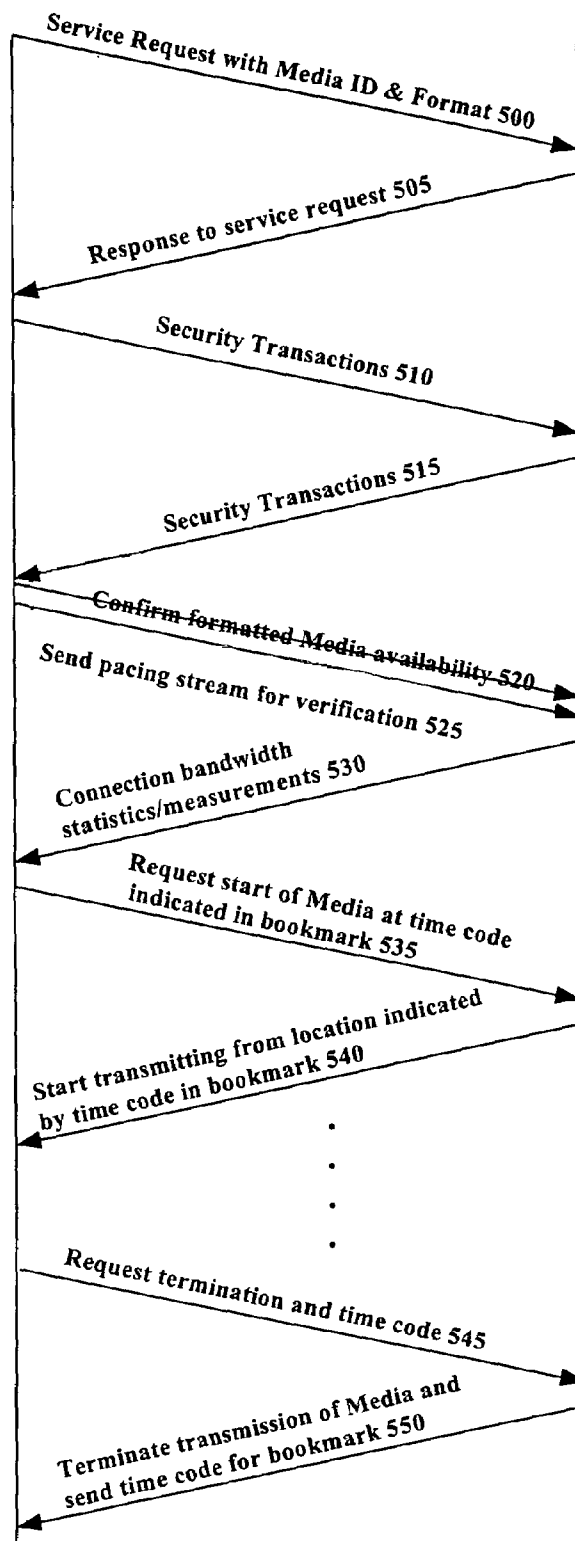 Service Request with Media ID & Format 500
Response to service request 505
Security Transactions 510
Security Transactions 515
Confirm formatted Media availability 520
Send pacing stream for verification 525
Connection bandwidth
statistics/measurements 530
Request start of Media at time code
indicated in bookmark 535
Start transmitting from location indicated
by time code in bookmark 540
Request termination and time code 545
Terminate transmission of Media and
send time code for bookmark 550